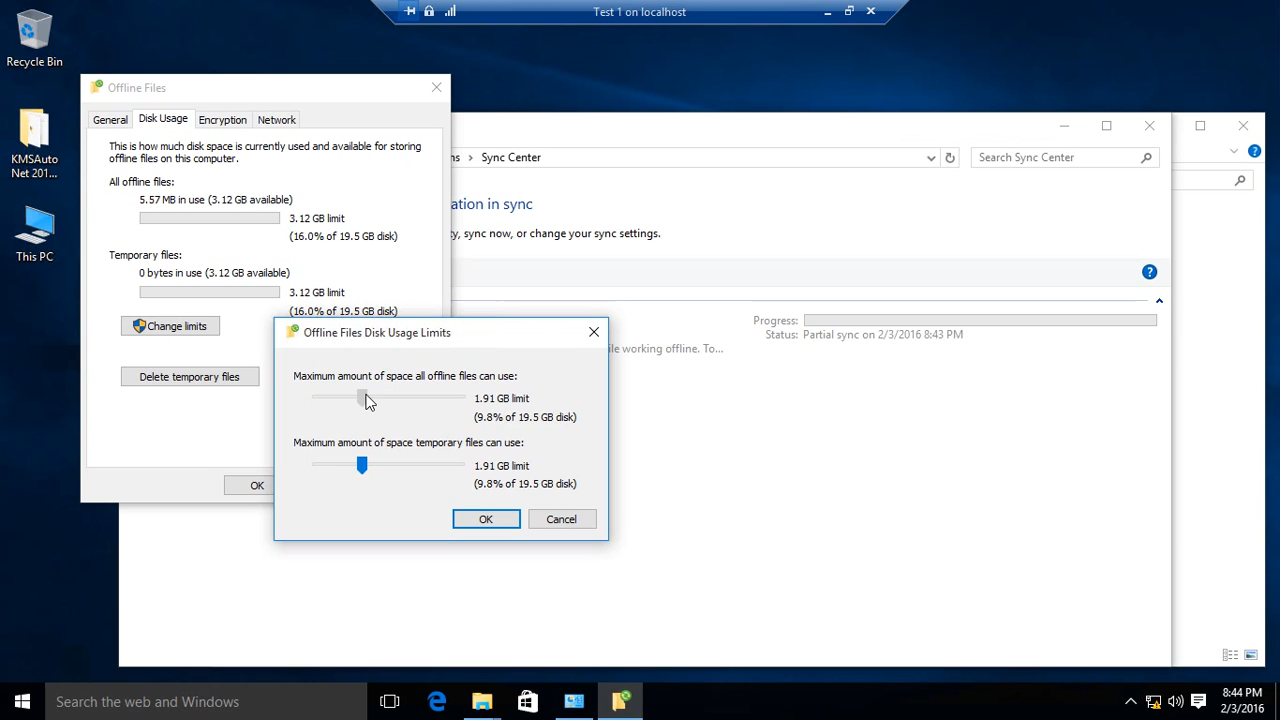 Test 1 on localhost
Recycle Bin
KMSAuto
Net 201...
This PC
Offline Files
General
Disk Usage
Encryption
Network
This is how much disk space is currently used and available for storing
offline files on this computer.
All offline files:
5.57 MB in use (3.12 GB available)
3.12 GB limit
(16.0% of 19.5 GB disk)
Temporary files:
0 bytes in use (3.12 GB available)
3.12 GB limit
(16.0% of 19.5 GB disk)
Change limits
Delete temporary files
OK
ns > Sync Center
Search Sync Center
ation in sync
ty, sync now, or change your sync settings.
Progress:
Status: Partial sync on 2/3/2016 8:43 PM
ile working offline. To...
Offline Files Disk Usage Limits
Maximum amount of space all offline files can use:
1.91 GB limit
(9.8% of 19.5 GB disk)
Maximum amount of space temporary files can use:
1.91 GB limit
(9.8% of 19.5 GB disk)
OK
Cancel
Search the web and Windows
8:44 PM
2/3/2016